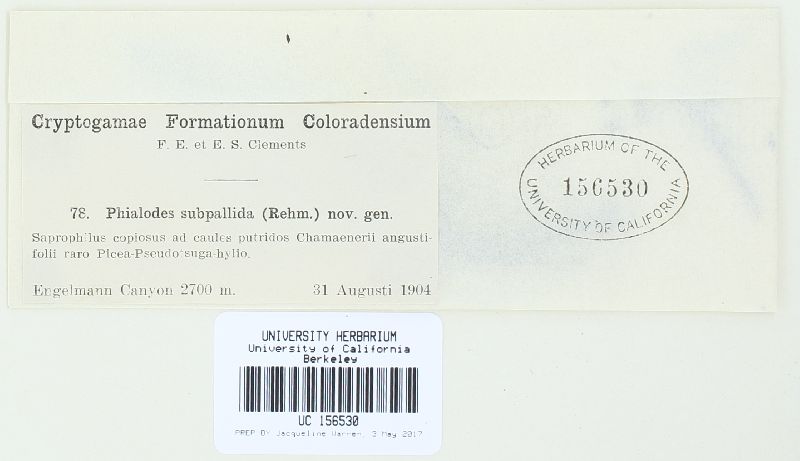 Cryptogamae Formationum Coloradensium
F. E. et E. S. Clements
78. Phialodes subpallida (Rehm.) nov. gen.
Saprophilus copiosus ad caules putridos Chamaenerii angusti-
folii raro Picea-Pseudotsuga-hylio.
Engelmann Canyon 2700 m. 31 Augusti 1904
HERBARIUM OF THE
156530
UNIVERSITY OF CALIFORNIA
UNIVERSITY HERBARIUM
University of California
Berkeley
UC 156530
PREP BY Jacqueline Warren, 3 May 2017